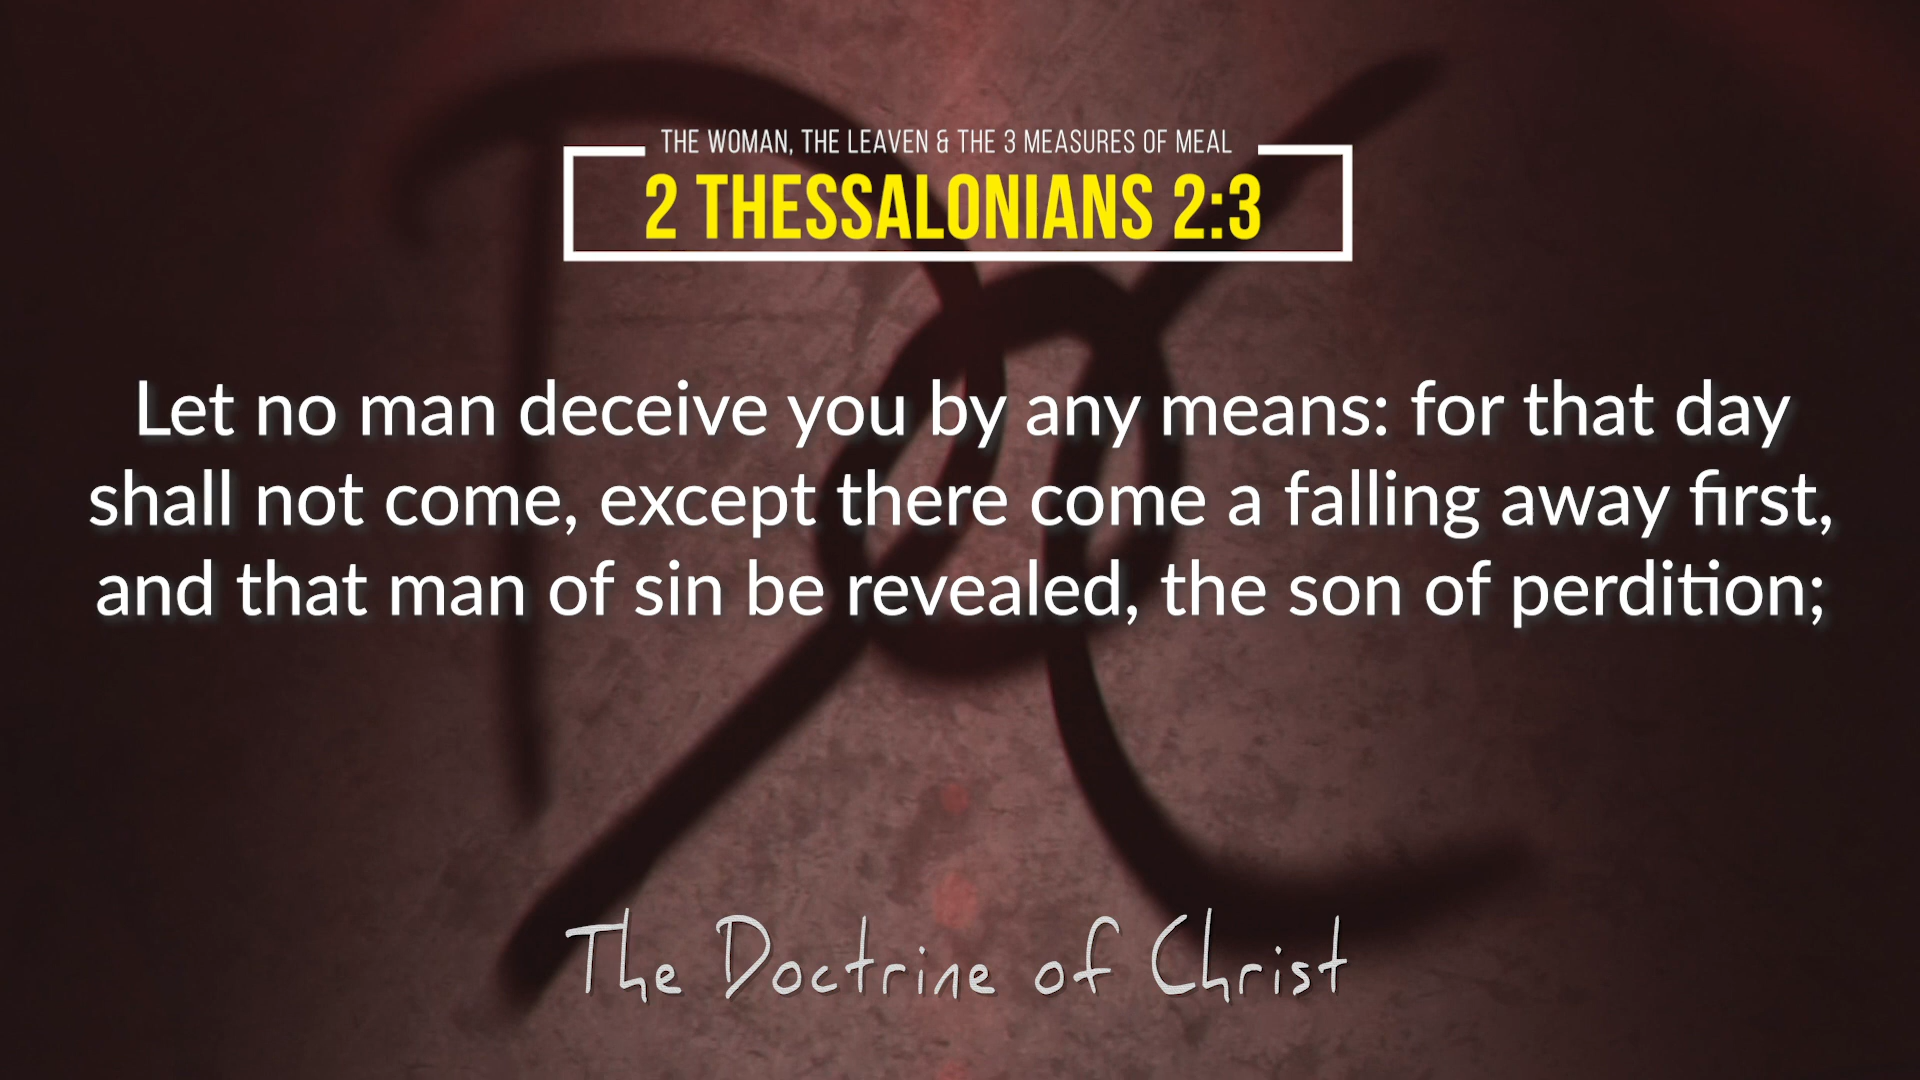 THE WOMAN, THE LEAVEN & THE 3 MEASURES OF MEAL
2 THESSALONIANS 2:3
Let no man deceive you by any means: for that day
shall not come, except there come a falling away first,
and that man of sin be revealed, the son of perdition;
The Doctrine of Christ